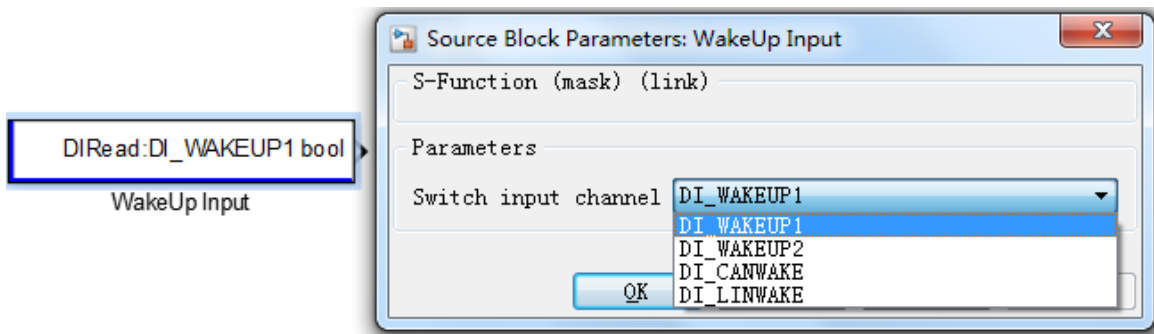 DIRead:DI_WAKEUP1 bool
WakeUp Input
Source Block Parameters: WakeUp Input
S-Function (mask) (link)
Parameters
Switch input channel DI_WAKEUP1
DI_WAKEUP1
DI_WAKEUP2
DI_CANWAKE
DI_LINWAKE
OK